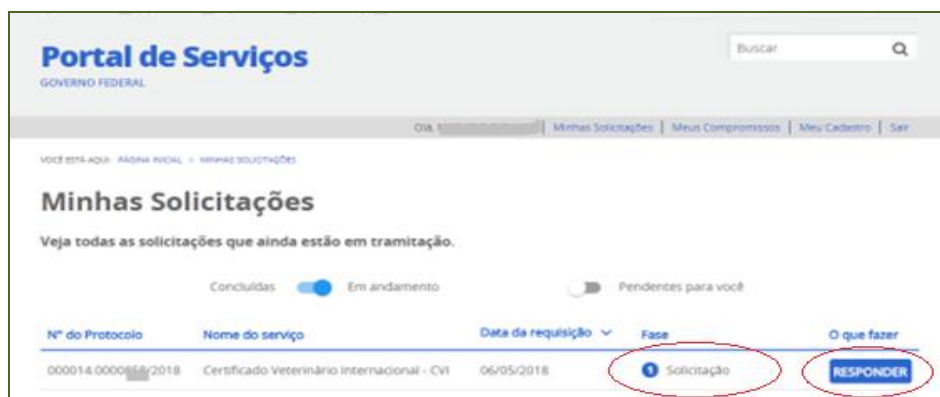 Portal de Serviços
GOVERNO FEDERAL
Buscar
Olá, | Minhas Solicitações | Meus Compromissos | Meu Cadastro | Sair
VOCÊ ESTÁ AQUI: PÁGINA INICIAL > MINHAS SOLICITAÇÕES
Minhas Solicitações
Veja todas as solicitações que ainda estão em tramitação.
Concluídas Em andamento Pendentes para você
Nº do Protocolo Nome do serviço Data da requisição Fase O que fazer
Certificado Veterinário Internacional - CVI 06/05/2018 1 Solicitação RESPONDER